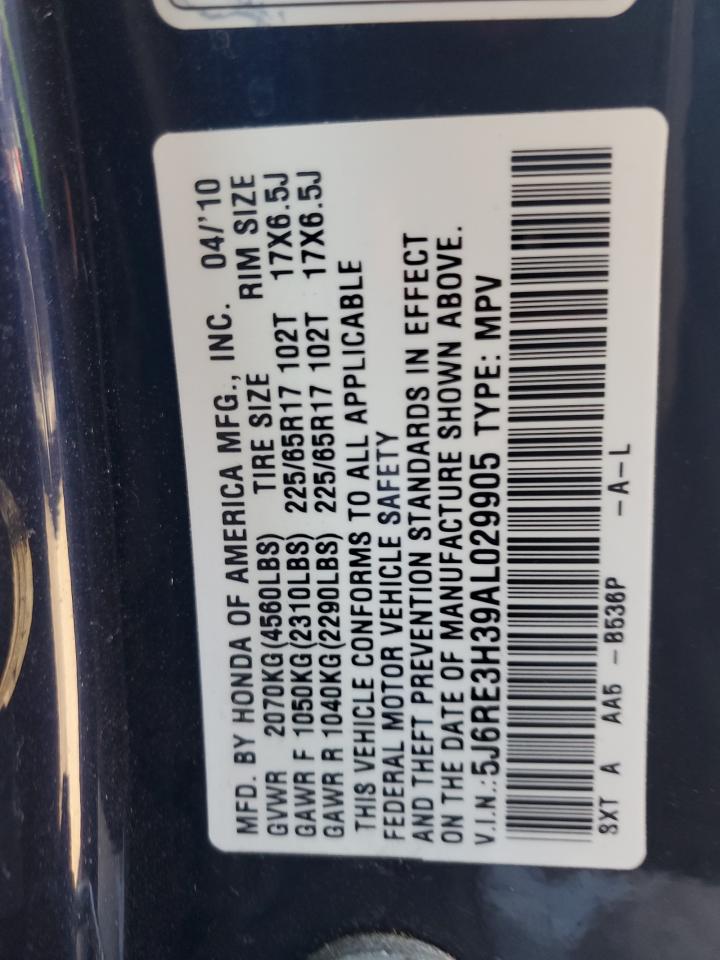 MFD. BY HONDA OF AMERICA MFG., INC. 04/'10
GVWR 2070KG(4560LBS) TIRE SIZE RIM SIZE
GAWR F 1050KG(2310LBS) 225/65R17 102T 17X6.5J
GAWR R 1040KG(2290LBS) 225/65R17 102T 17X6.5J
THIS VEHICLE CONFORMS TO ALL APPLICABLE
FEDERAL MOTOR VEHICLE SAFETY
AND THEFT PREVENTION STANDARDS IN EFFECT
ON THE DATE OF MANUFACTURE SHOWN ABOVE.
V.I.N.:5J6RE3H39AL029905 TYPE: MPV
SXT A AA5 -B536P -A-L